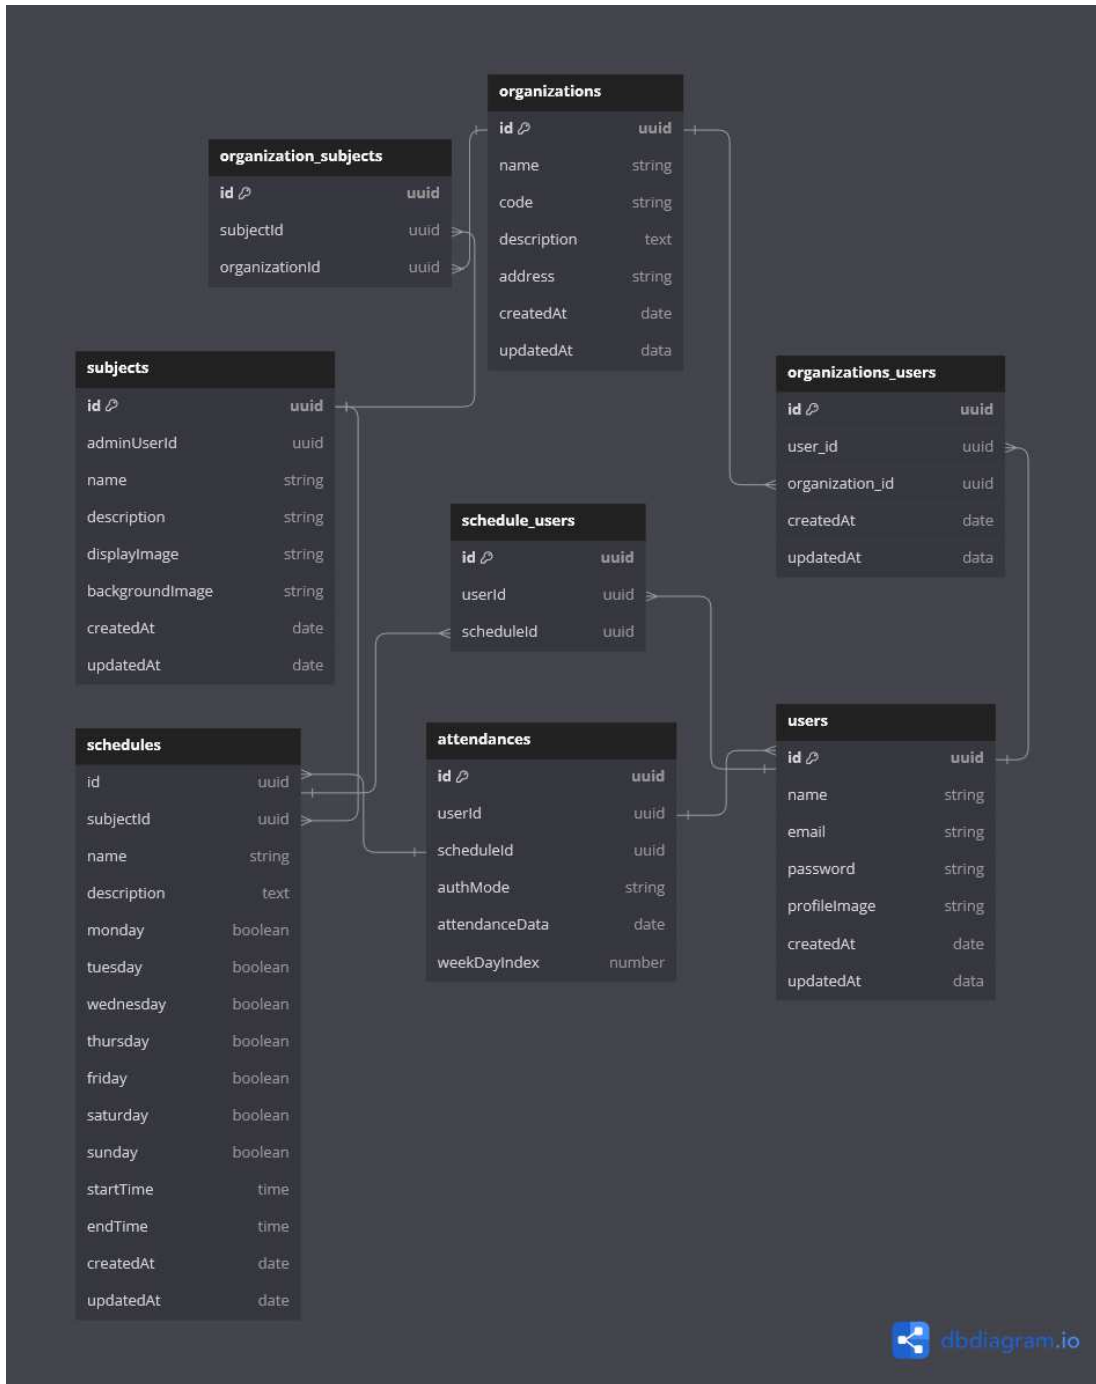 organizations
id uuid
name string
code string
description text
address string
createdAt date
updatedAt data
organization_subjects
id uuid
subjectId uuid
organizationId uuid
subjects
id uuid
adminUserId uuid
name string
description string
displayImage string
backgroundImage string
createdAt date
updatedAt date
organizations_users
id uuid
user_id uuid
organization_id uuid
createdAt date
updatedAt data
schedule_users
id uuid
userId uuid
scheduleId uuid
schedules
id uuid
subjectId uuid
name string
description text
monday boolean
tuesday boolean
wednesday boolean
thursday boolean
friday boolean
saturday boolean
sunday boolean
startTime time
endTime time
createdAt date
updatedAt date
attendances
id uuid
userId uuid
scheduleId uuid
authMode string
attendanceData date
weekDayIndex number
users
id uuid
name string
email string
password string
profileImage string
createdAt date
updatedAt data
dbdiagram.io